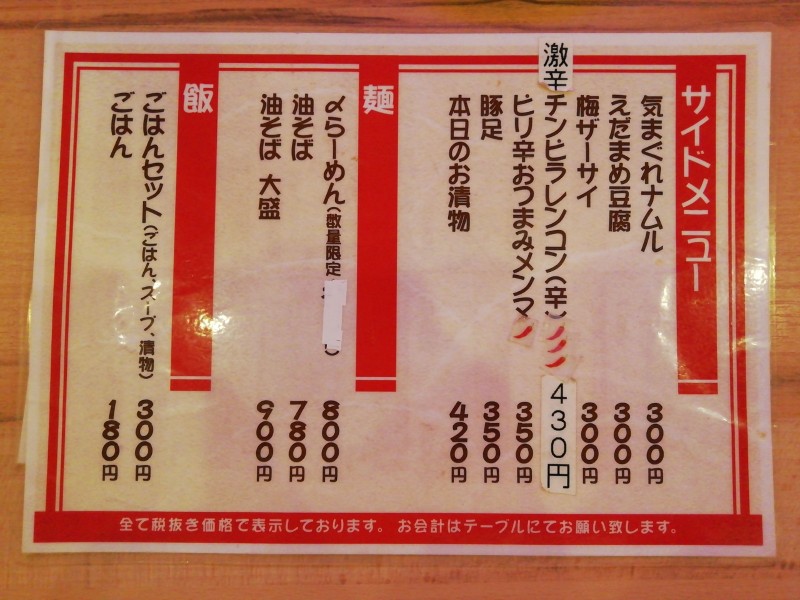 サイドメニュー
気まぐれナムル 300円
えだまめ豆腐 300円
梅ザーサイ 300円
激辛チンピラレンコン(辛) 430円
ピリ辛おつまみメンマ 350円
豚足 350円
本日のお漬物 420円
麺
〆らーめん(数量限定 800円
油そば 780円
油そば 大盛 900円
飯
ごはんセット(ごはん、スープ、漬物) 300円
ごはん 180円
全て税抜き価格で表示しております。 お会計はテーブルにてお願い致します。